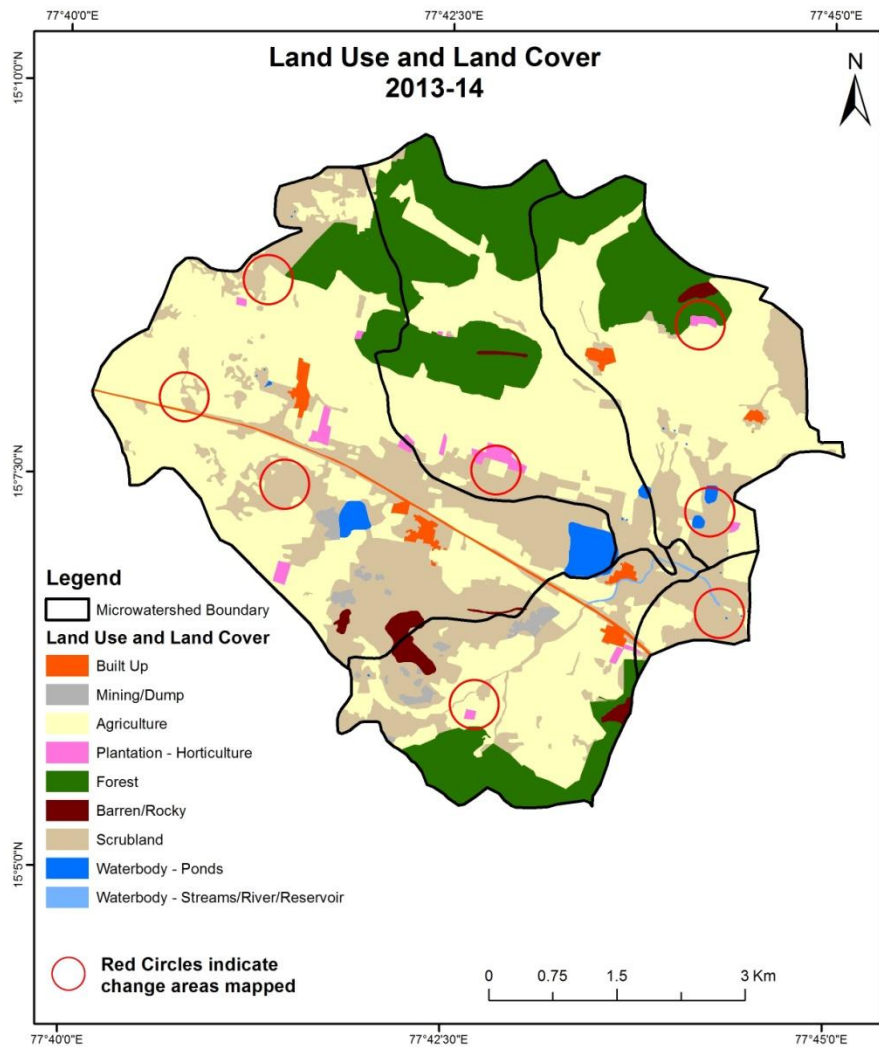 77°40'0"E
77°42'30"E
77°45'0"E
Land Use and Land Cover
2013-14
N
15°10'0"N
15°7'30"N
15°5'0"N
Legend
Microwatershed Boundary
Land Use and Land Cover
Built Up
Mining/Dump
Agriculture
Plantation - Horticulture
Forest
Barren/Rocky
Scrubland
Waterbody - Ponds
Waterbody - Streams/River/Reservoir
Red Circles indicate
change areas mapped
0 0.75 1.5 3 Km
77°40'0"E
77°42'30"E
77°45'0"E